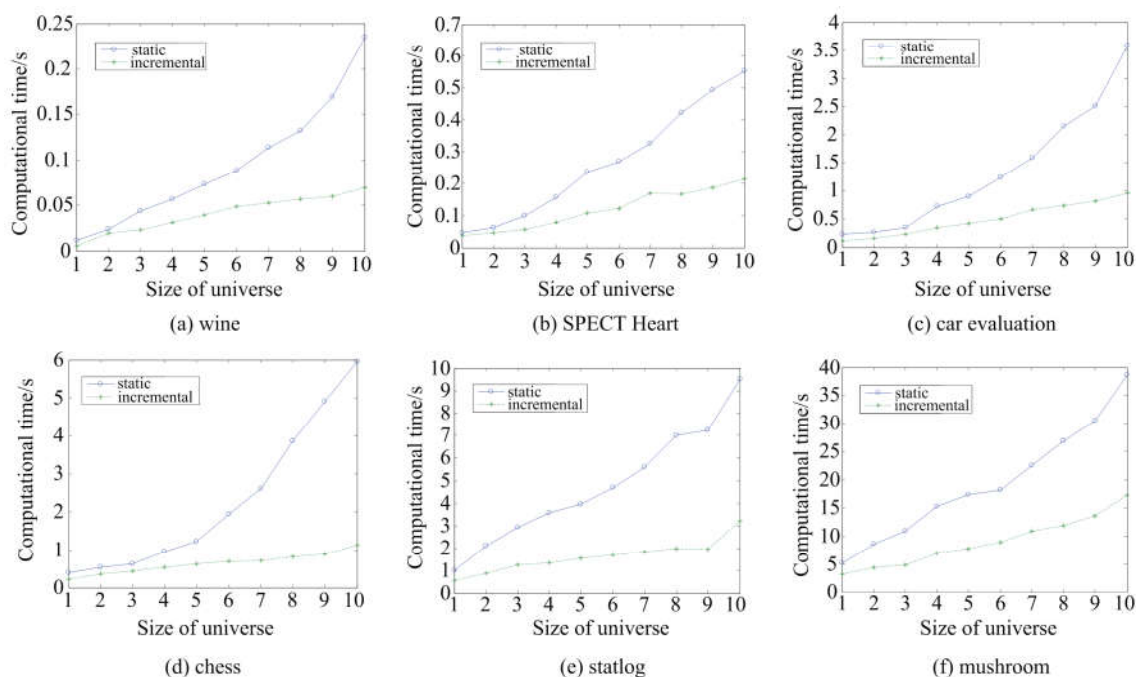 0.25
0.2
0.15
0.1
0.05
0
Computational time/s
static
incremental
1 2 3 4 5 6 7 8 9 10
Size of universe
(a) wine
0.7
0.6
0.5
0.4
0.3
0.2
0.1
0
Computational time/s
static
incremental
1 2 3 4 5 6 7 8 9 10
Size of universe
(b) SPECT Heart
4
3.5
3
2.5
2
1.5
1
0.5
0
Computational time/s
static
incremental
1 2 3 4 5 6 7 8 9 10
Size of universe
(c) car evaluation
6
5
4
3
2
1
0
Computational time/s
static
incremental
1 2 3 4 5 6 7 8 9 10
Size of universe
(d) chess
10
9
8
7
6
5
4
3
2
1
0
Computational time/s
static
incremental
1 2 3 4 5 6 7 8 9 10
Size of universe
(e) statlog
40
35
30
25
20
15
10
5
0
Computational time/s
static
incremental
1 2 3 4 5 6 7 8 9 10
Size of universe
(f) mushroom